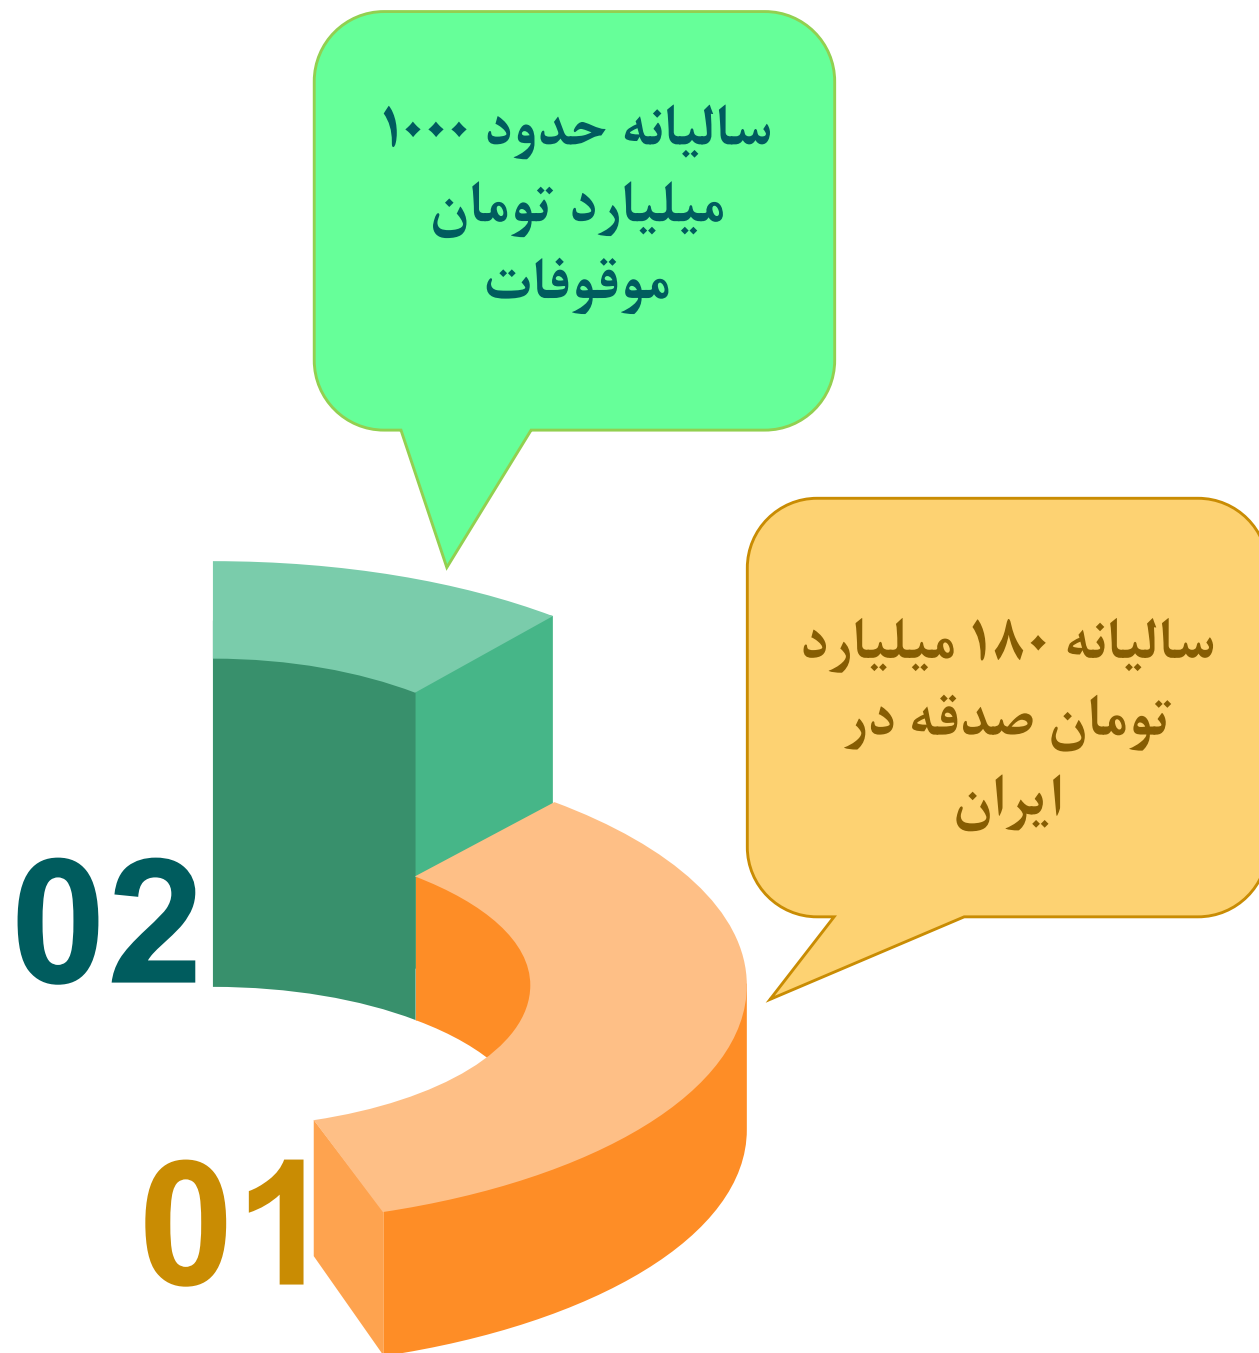 سالیانه حدود ۱۰۰۰
میلیارد تومان
موقوفات
سالیانه ۱۸۰ میلیارد
تومان صدقه در
ایران
02
01